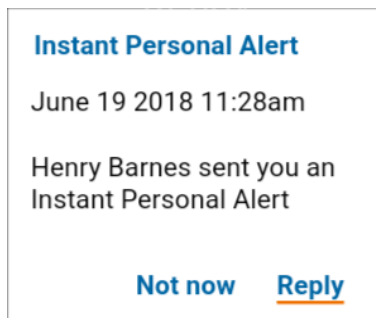 Instant Personal Alert
June 19 2018 11:28am
Henry Barnes sent you an
Instant Personal Alert
Not now Reply